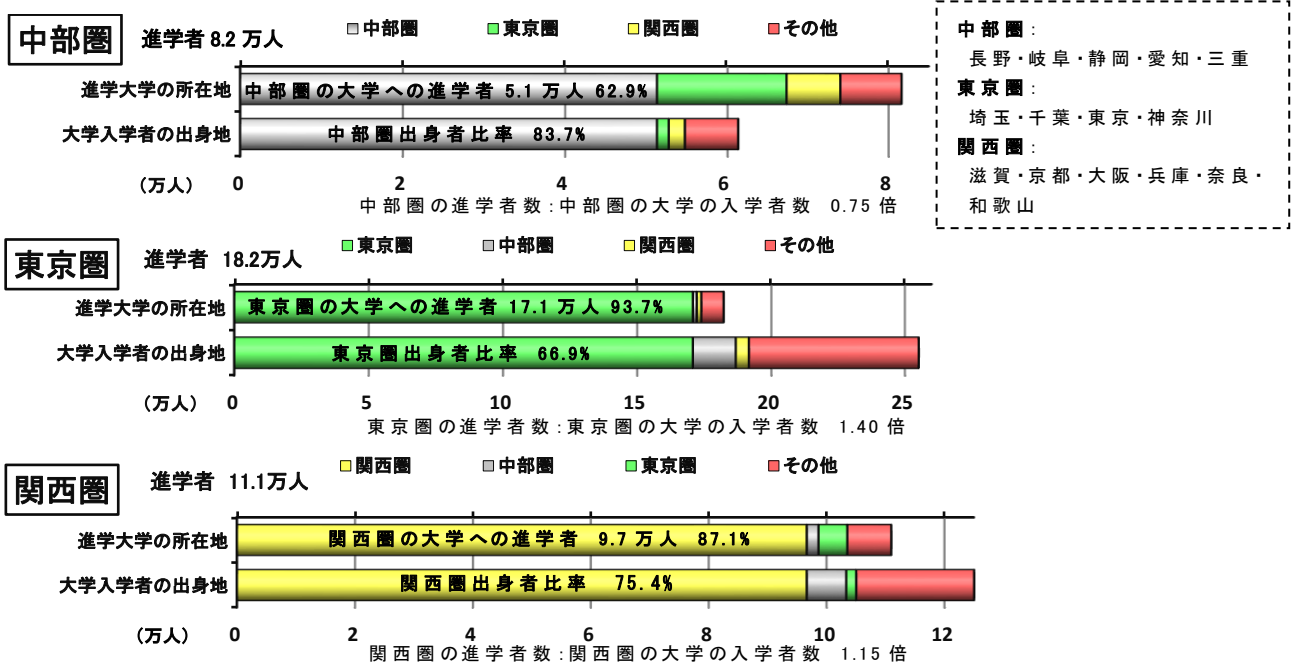 中部圏
進学者 8.2 万人
中部圏 東京圏 関西圏 その他
進学大学の所在地
中部圏の大学への進学者 5.1 万人 62.9%
大学入学者の出身地
中部圏出身者比率 83.7%
(万人) 0 2 4 6 8
中部圏の進学者数:中部圏の大学の入学者数 0.75 倍
中部圏:
長野・岐阜・静岡・愛知・三重
東京圏:
埼玉・千葉・東京・神奈川
関西圏:
滋賀・京都・大阪・兵庫・奈良・
和歌山
東京圏
進学者 18.2万人
東京圏 中部圏 関西圏 その他
進学大学の所在地
東京圏の大学への進学者 17.1 万人 93.7%
大学入学者の出身地
東京圏出身者比率 66.9%
(万人) 0 5 10 15 20 25
東京圏の進学者数:東京圏の大学の入学者数 1.40 倍
関西圏
進学者 11.1万人
関西圏 中部圏 東京圏 その他
進学大学の所在地
関西圏の大学への進学者 9.7 万人 87.1%
大学入学者の出身地
関西圏出身者比率 75.4%
(万人) 0 2 4 6 8 10 12
関西圏の進学者数:関西圏の大学の入学者数 1.15 倍